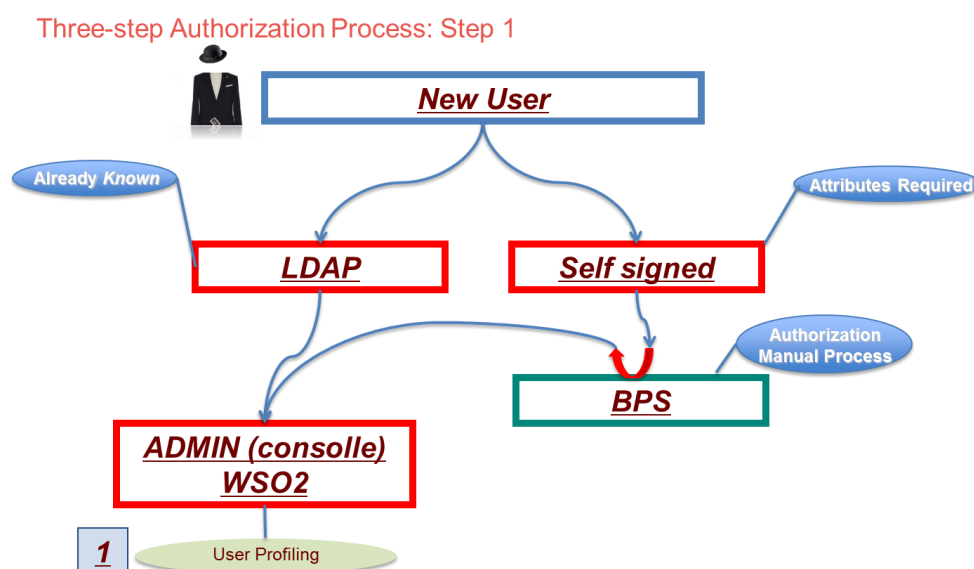 Three-step Authorization Process: Step 1
New User
Already Known
Attributes Required
LDAP
Self signed
Authorization
Manual Process
BPS
ADMIN (consolle)
WSO2
1
User Profiling